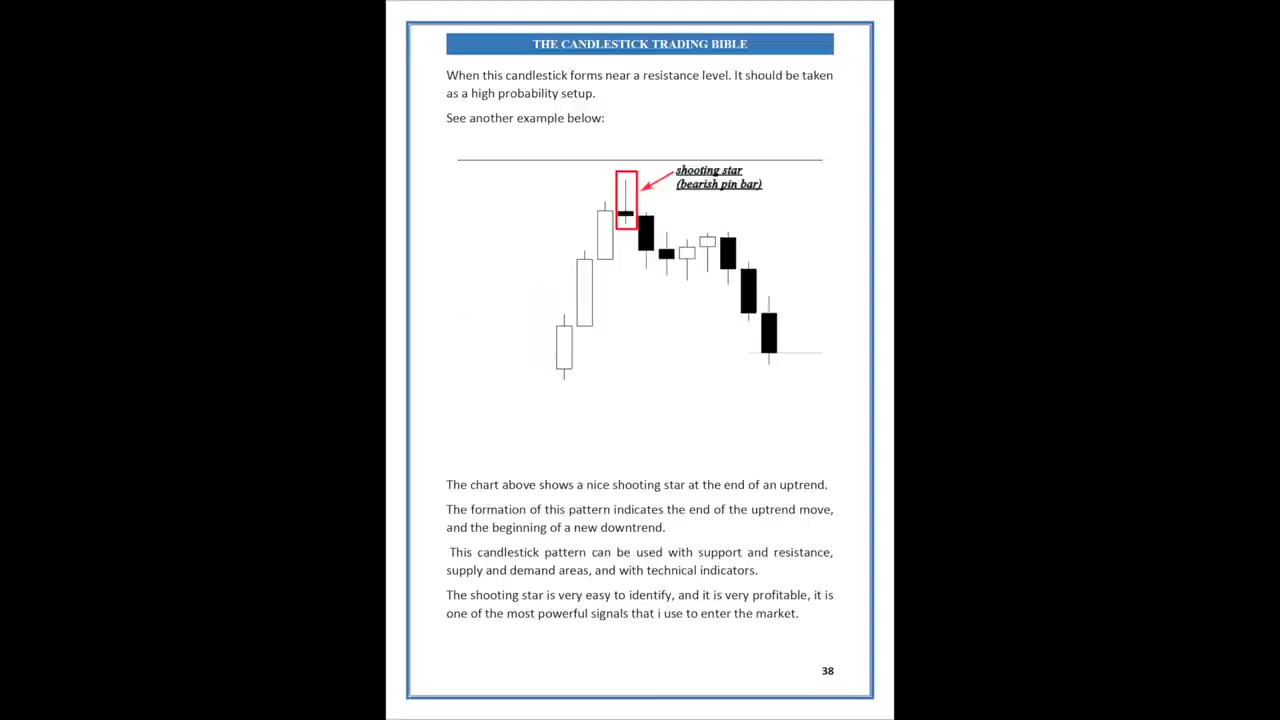 THE CANDLESTICK TRADING BIBLE
When this candlestick forms near a resistance level. It should be taken
as a high probability setup.
See another example below:
shooting star
(bearish pin bar)
The chart above shows a nice shooting star at the end of an uptrend.
The formation of this pattern indicates the end of the uptrend move,
and the beginning of a new downtrend.
This candlestick pattern can be used with support and resistance,
supply and demand areas, and with technical indicators.
The shooting star is very easy to identify, and it is very profitable, it is
one of the most powerful signals that i use to enter the market.
38